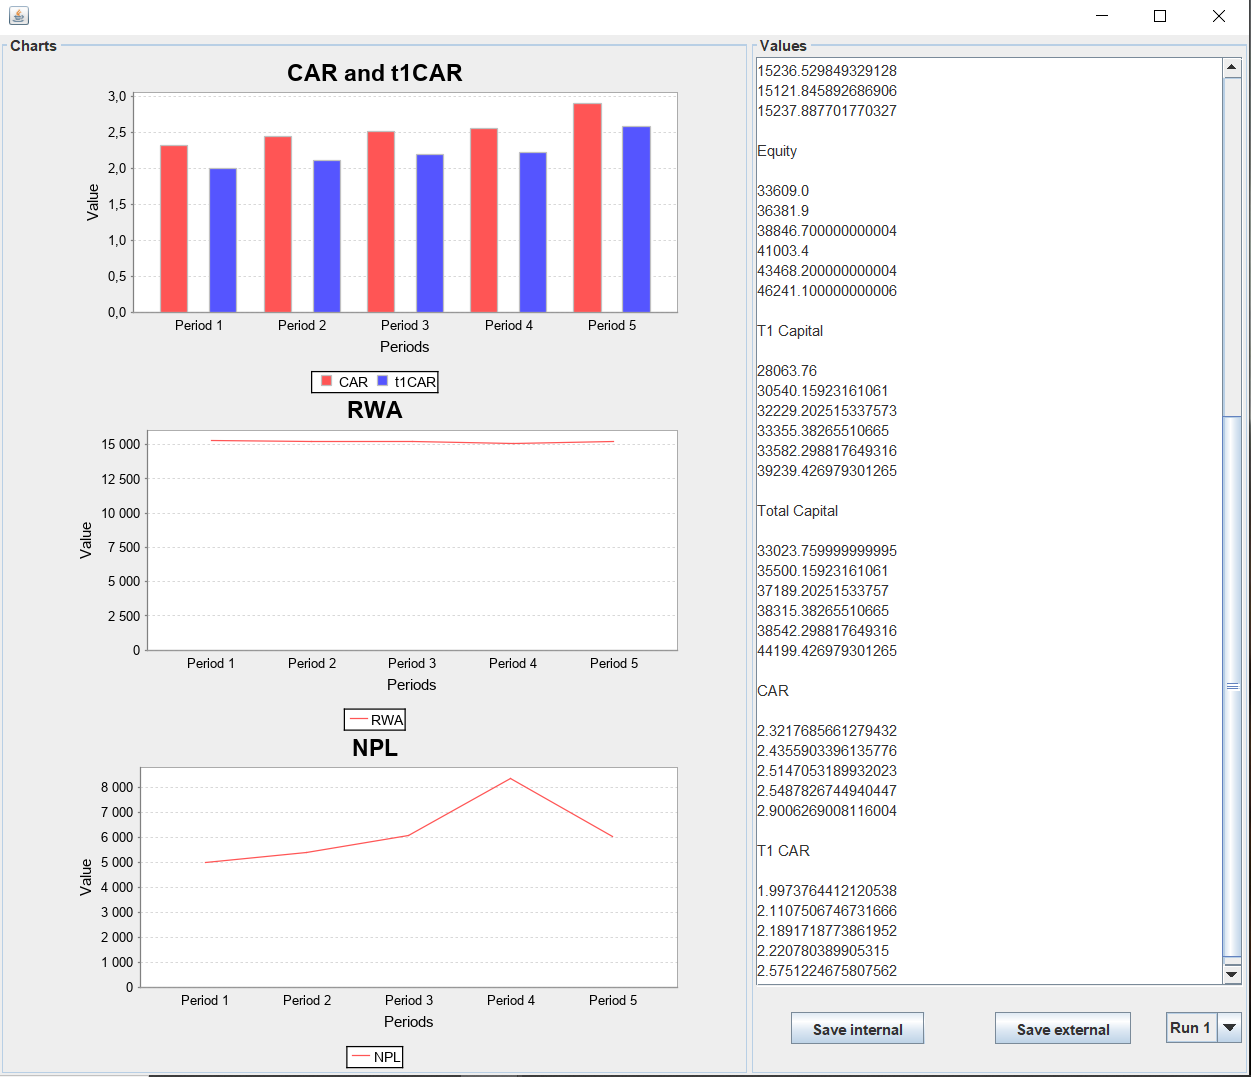 Charts
CAR and t1CAR
3,0
2,5
2,0
1,5
1,0
0,5
0,0
Value
Period 1 Period 2 Period 3 Period 4 Period 5
Periods
CAR t1CAR
RWA
15 000
12 500
10 000
7 500
5 000
2 500
0
Value
Period 1 Period 2 Period 3 Period 4 Period 5
Periods
RWA
NPL
8 000
7 000
6 000
5 000
4 000
3 000
2 000
1 000
0
Value
Period 1 Period 2 Period 3 Period 4 Period 5
Periods
NPL
Values
15236.529849329128
15121.845892686906
15237.887701770327
Equity
33609.0
36381.9
38846.700000000004
41003.4
43468.200000000004
46241.100000000006
T1 Capital
28063.76
30540.15923161061
32229.202515337573
33355.38265510665
33582.298817649316
39239.426979301265
Total Capital
33023.759999999995
35500.15923161061
37189.20251533757
38315.38265510665
38542.298817649316
44199.426979301265
CAR
2.3217685661279432
2.4355903396135776
2.5147053189932023
2.5487826744940447
2.9006269008116004
T1 CAR
1.9973764412120538
2.1107506746731666
2.1891718773861952
2.220780389905315
2.5751224675807562
Save internal
Save external
Run 1